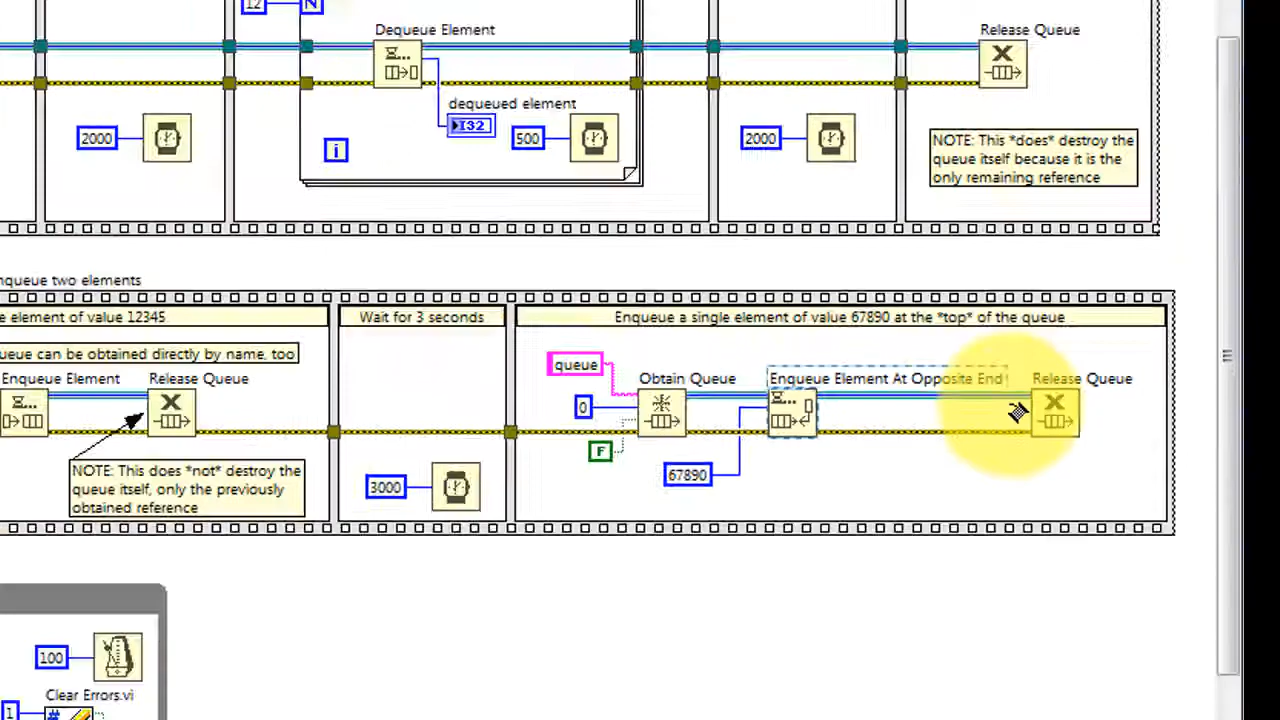 12
N
Dequeue Element
Release Queue
dequeued element
I32
2000
500
2000
i
NOTE: This *does* destroy the
queue itself because it is the
only remaining reference
nqueue two elements
e element of value 12345
Wait for 3 seconds
Enqueue a single element of value 67890 at the *top* of the queue
ueue can be obtained directly by name, too
queue
Enqueue Element
Release Queue
Obtain Queue
Enqueue Element At Opposite End
Release Queue
0
F
67890
NOTE: This does *not* destroy the
queue itself, only the previously
obtained reference
3000
100
Clear Errors.vi
1
#